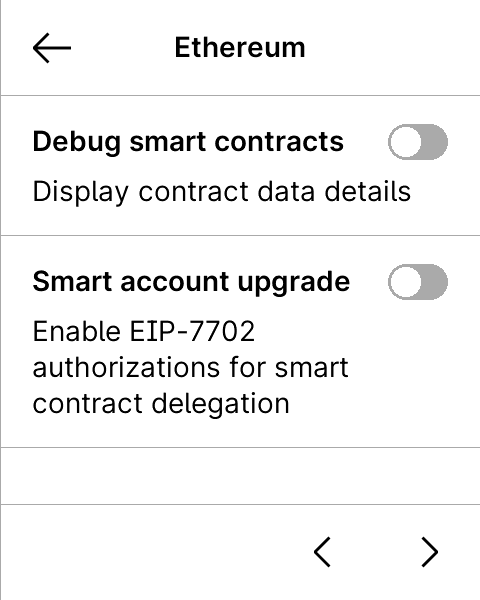 Ethereum
Debug smart contracts
Display contract data details
Smart account upgrade
Enable EIP-7702
authorizations for smart
contract delegation